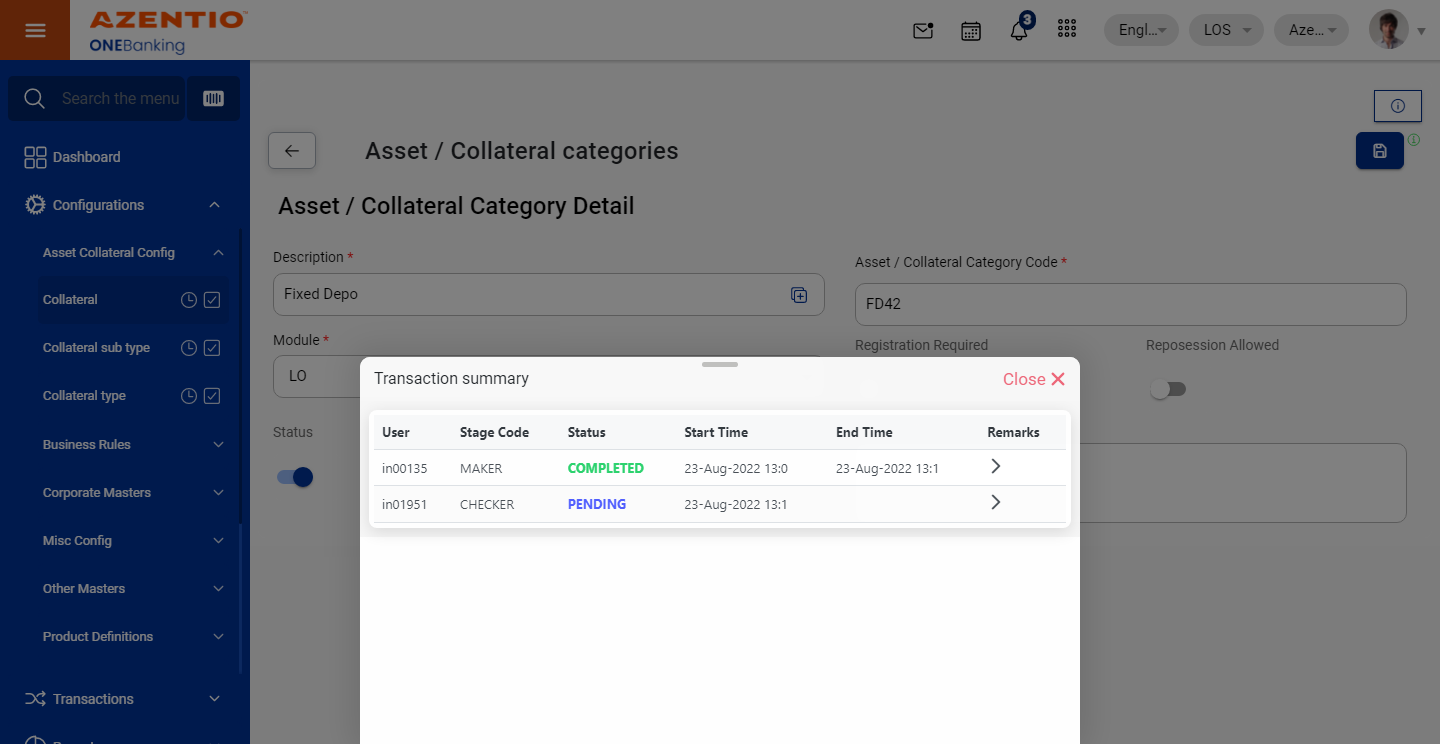 AZENTIO™
ONEBanking
3
Engl...
LOS
Aze...
Search the menu
Dashboard
Configurations
Asset Collateral Config
Collateral
Collateral sub type
Collateral type
Business Rules
Corporate Masters
Misc Config
Other Masters
Product Definitions
Transactions
Asset / Collateral categories
Asset / Collateral Category Detail
Description *
Fixed Depo
Asset / Collateral Category Code *
FD42
Module *
LO
Registration Required
Reposession Allowed
Status
Transaction summary
Close
User Stage Code Status Start Time End Time Remarks
in00135 MAKER COMPLETED 23-Aug-2022 13:0 23-Aug-2022 13:1
in01951 CHECKER PENDING 23-Aug-2022 13:1